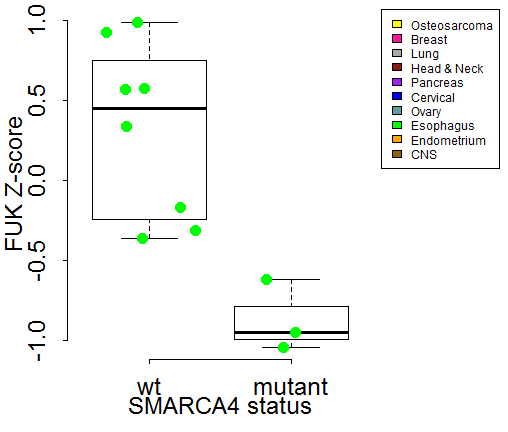 1.0
0.5
0.0
-0.5
-1.0
FUK Z-score
wt mutant
SMARCA4 status
Osteosarcoma
Breast
Lung
Head & Neck
Pancreas
Cervical
Ovary
Esophagus
Endometrium
CNS